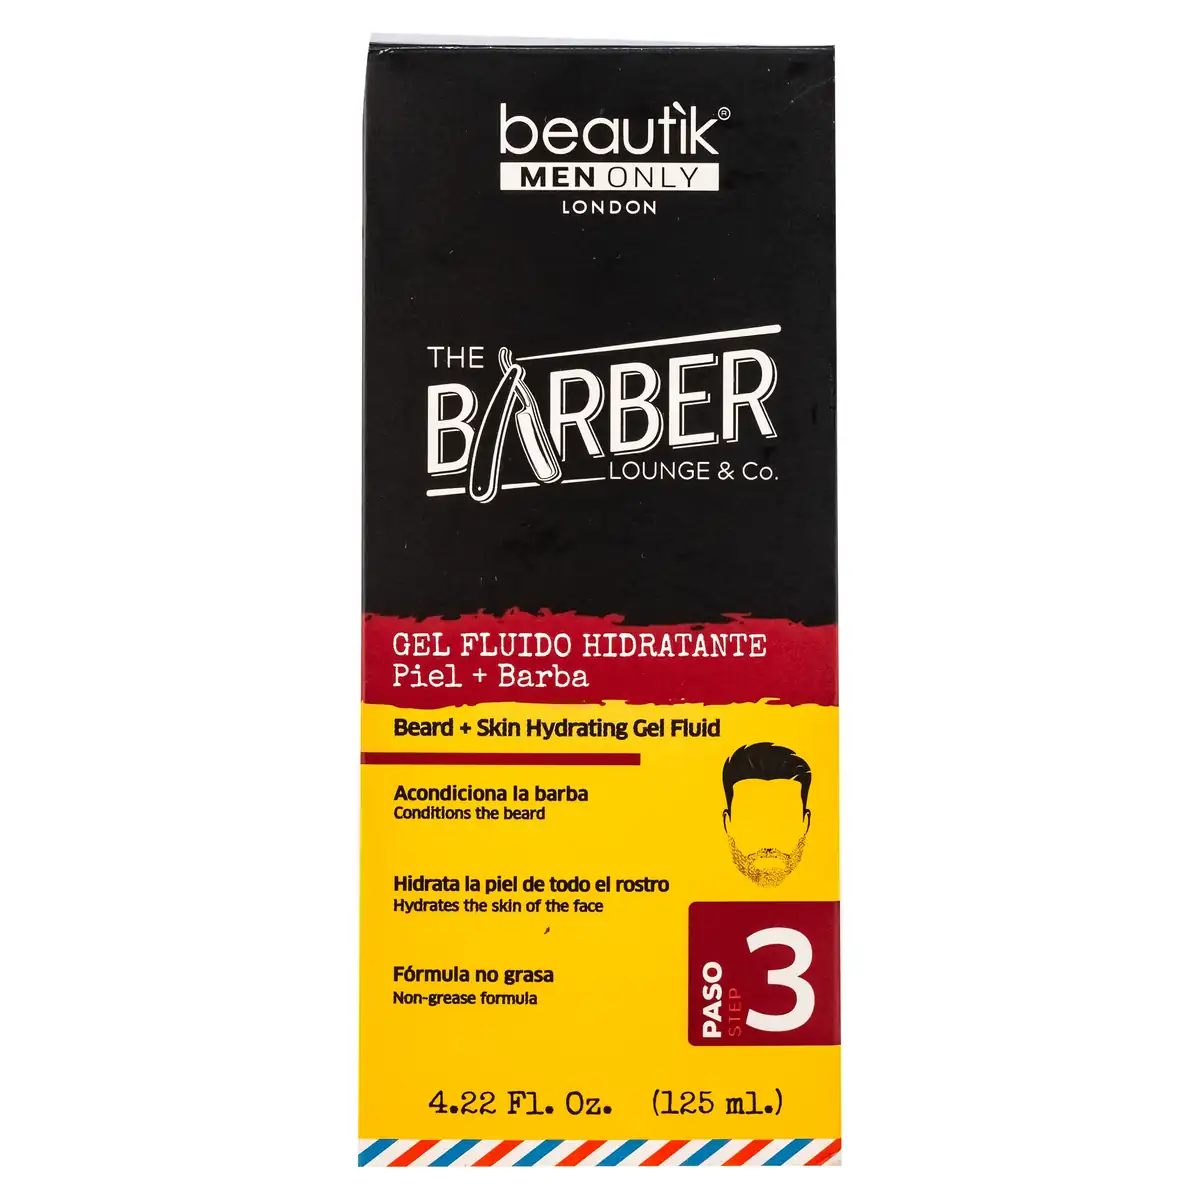 beautìk®
MEN ONLY
LONDON
THE
BARBER
LOUNGE & Co.
GEL FLUIDO HIDRATANTE
Piel + Barba
Beard + Skin Hydrating Gel Fluid
Acondiciona la barba
Conditions the beard
Hidrata la piel de todo el rostro
Hydrates the skin of the face
Fórmula no grasa
Non-grease formula
PASO
STEP
3
4.22 Fl. Oz. (125 ml.)